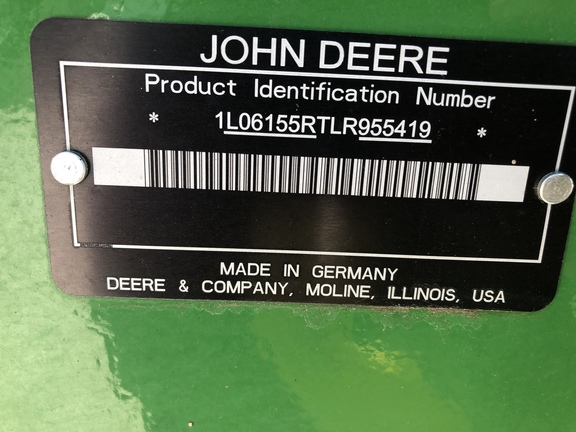 JOHN DEERE
Product Identification Number
* 1L06155RTLR955419 *
MADE IN GERMANY
DEERE & COMPANY, MOLINE, ILLINOIS, USA